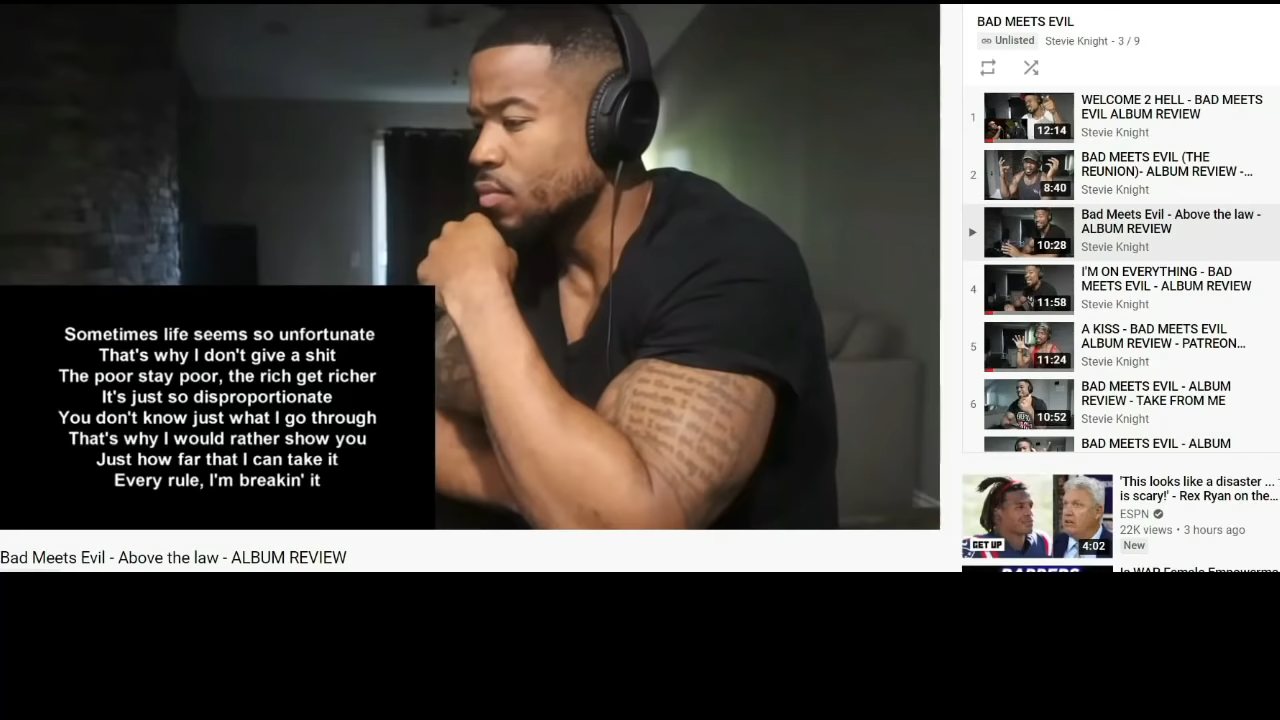 Sometimes life seems so unfortunate
That's why I don't give a shit
The poor stay poor, the rich get richer
It's just so disproportionate
You don't know just what I go through
That's why I would rather show you
Just how far that I can take it
Every rule, I'm breakin' it
Bad Meets Evil - Above the law - ALBUM REVIEW
BAD MEETS EVIL
Unlisted Stevie Knight - 3 / 9
1
12:14
WELCOME 2 HELL - BAD MEETS
EVIL ALBUM REVIEW
Stevie Knight
2
8:40
BAD MEETS EVIL (THE
REUNION)- ALBUM REVIEW -...
Stevie Knight
10:28
Bad Meets Evil - Above the law -
ALBUM REVIEW
Stevie Knight
4
11:58
I'M ON EVERYTHING - BAD
MEETS EVIL - ALBUM REVIEW
Stevie Knight
5
11:24
A KISS - BAD MEETS EVIL
ALBUM REVIEW - PATREON...
Stevie Knight
6
10:52
BAD MEETS EVIL - ALBUM
REVIEW - TAKE FROM ME
Stevie Knight
BAD MEETS EVIL - ALBUM
GET UP
4:02
'This looks like a disaster ...
is scary!' - Rex Ryan on the...
ESPN
22K views • 3 hours ago
New